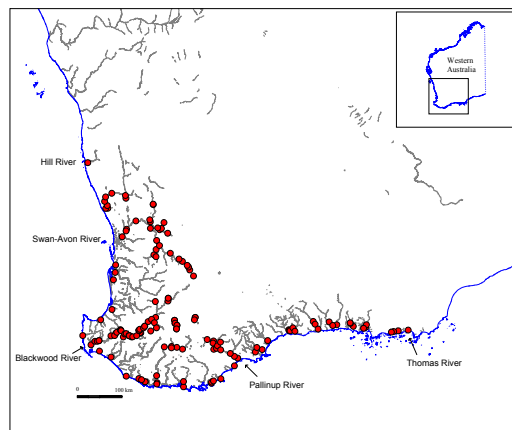 Western
Australia
Hill River
Swan-Avon River
Blackwood River
Thomas River
Pallinup River
0 100 km